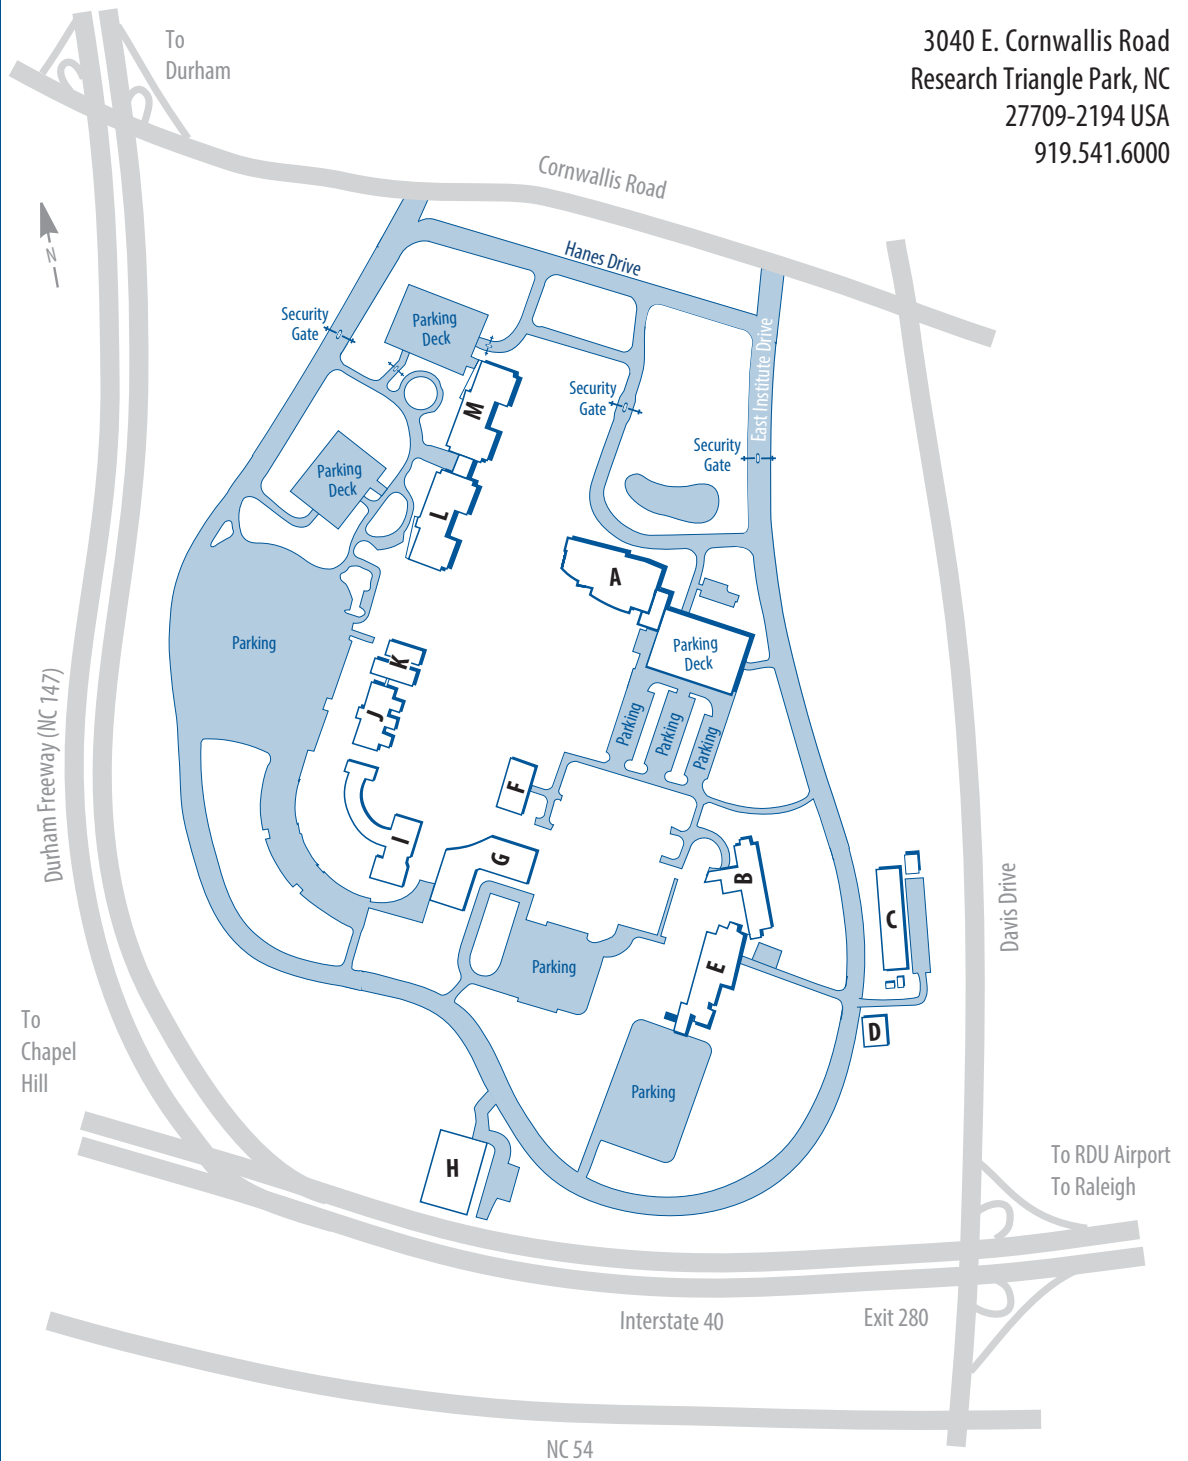 To
Durham
3040 E. Cornwallis Road
Research Triangle Park, NC
27709-2194 USA
919.541.6000
Cornwallis Road
N
Hanes Drive
Security
Gate
Parking
Deck
East Institute Drive
Security
Gate
M
Security
Gate
Parking
Deck
L
A
Parking
Parking
Deck
K
Durham Freeway (NC 147)
J
Parking
Parking
Parking
F
I
G
B
C
Davis Drive
E
Parking
To
Chapel
Hill
D
Parking
H
To RDU Airport
To Raleigh
Interstate 40
Exit 280
NC 54